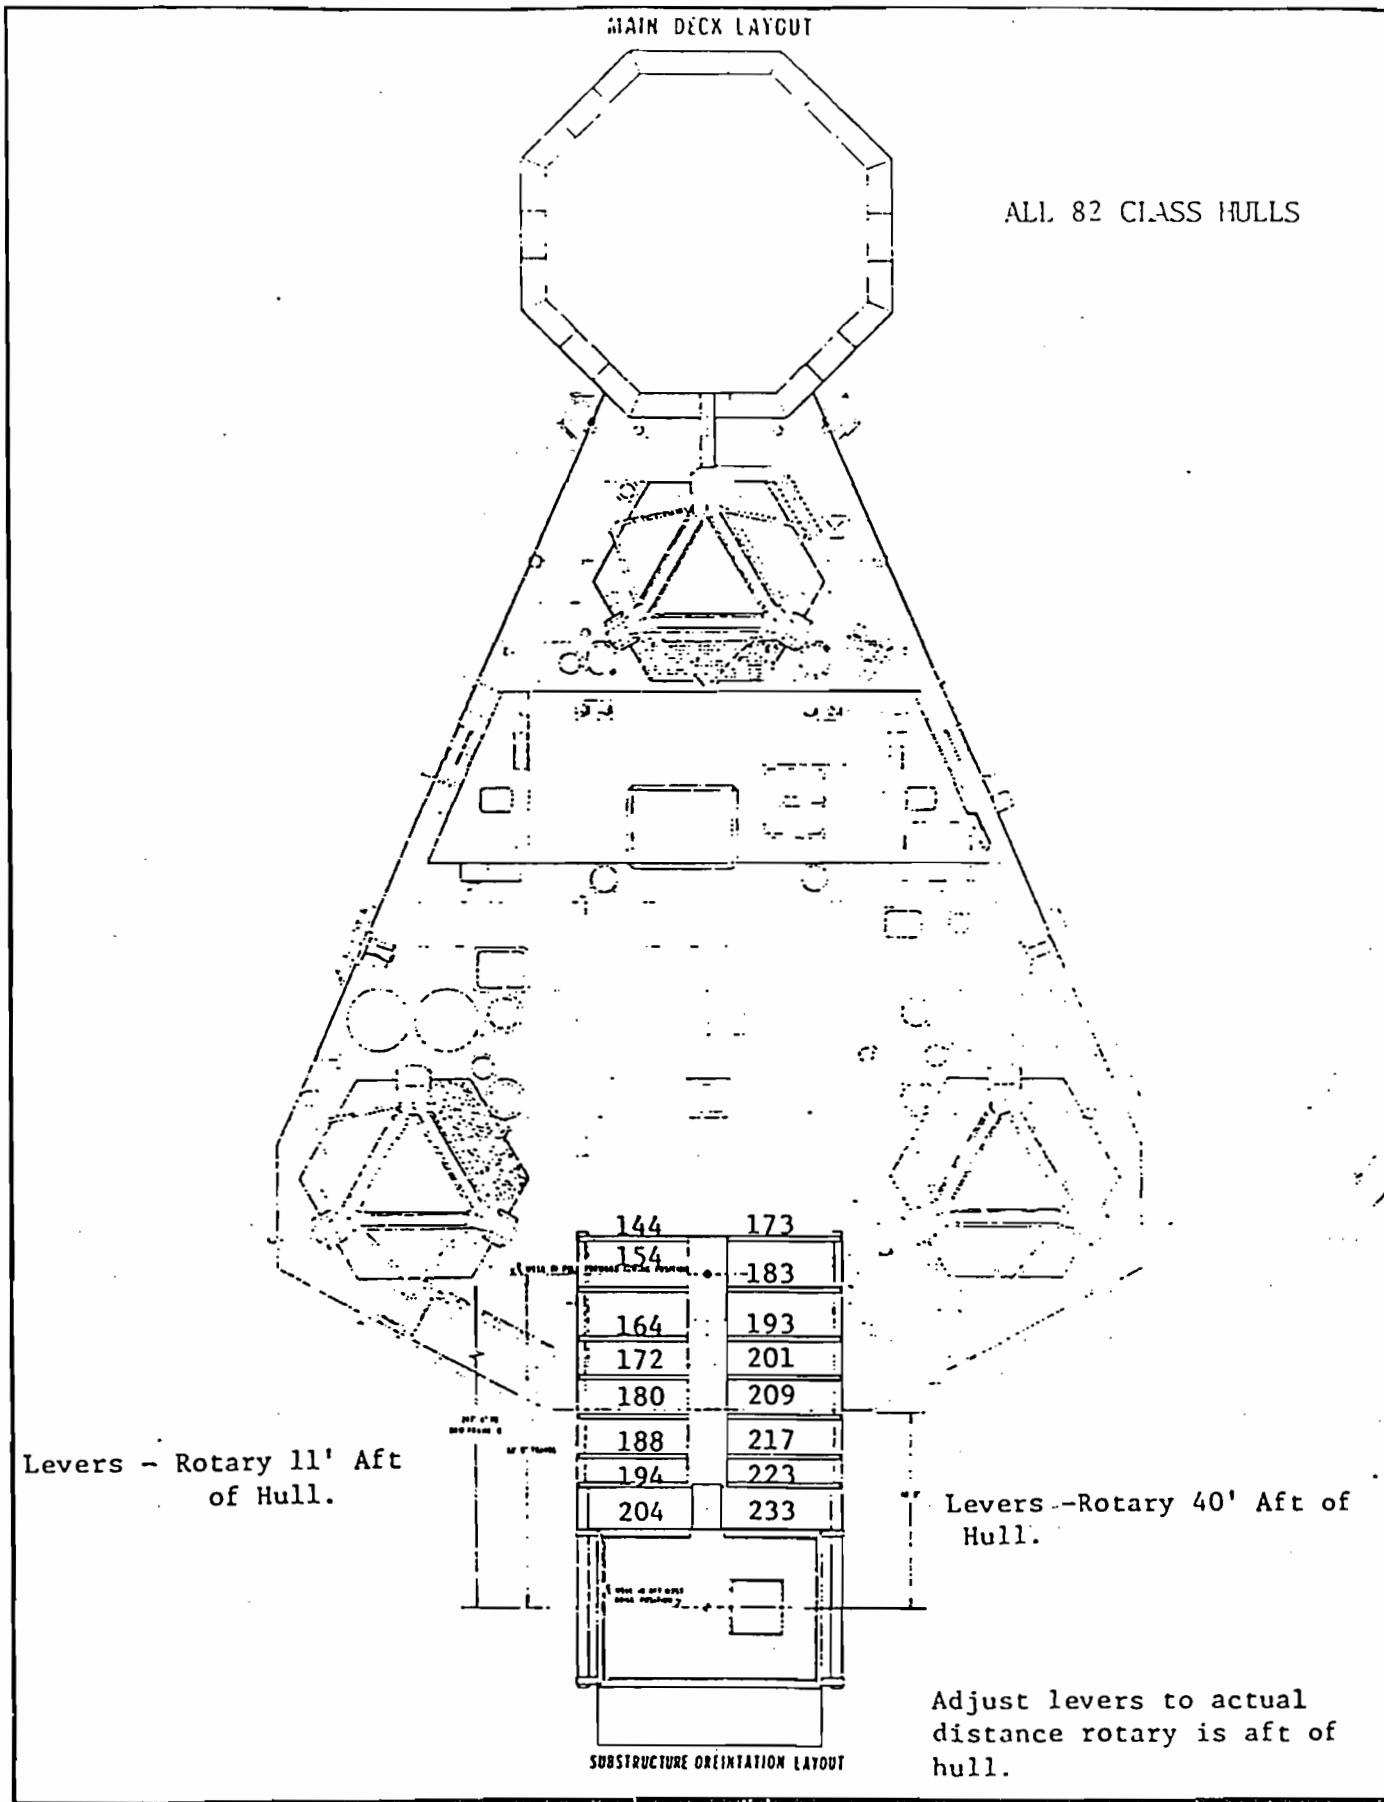 MAIN DECK LAYOUT
ALL 82 CLASS HULLS
144 173
154
183
164 193
172 201
180 209
188 217
194 223
204 233
Levers - Rotary 11' Aft
of Hull.
Levers -Rotary 40' Aft of
Hull.
Adjust levers to actual
distance rotary is aft of
hull.
SUBSTRUCTURE OREINTATION LAYOUT